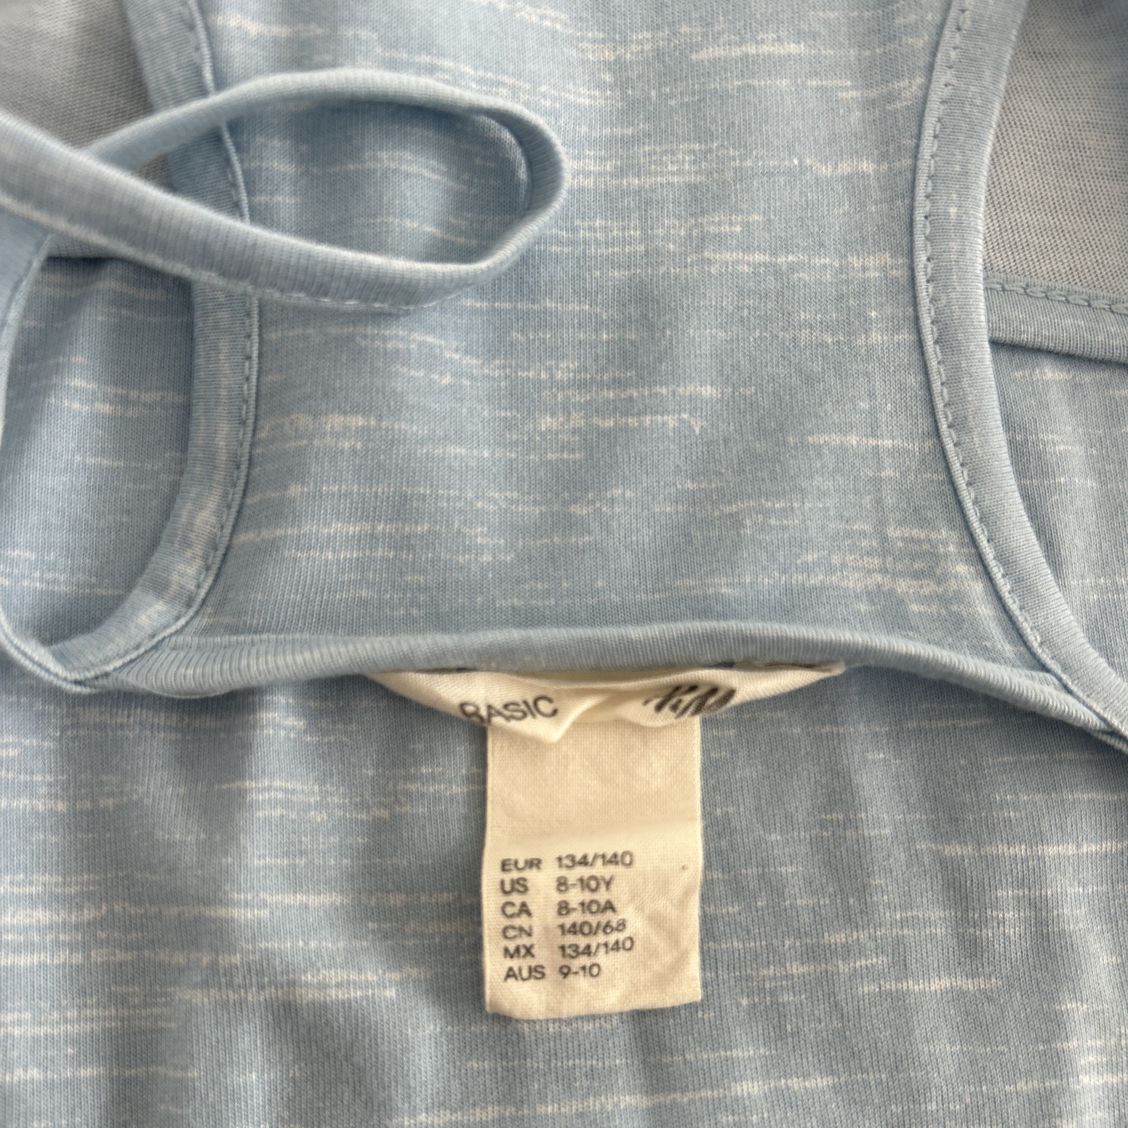 BASIC H&M
EUR 134/140
US 8-10Y
CA 8-10A
CN 140/68
MX 134/140
AUS 9-10